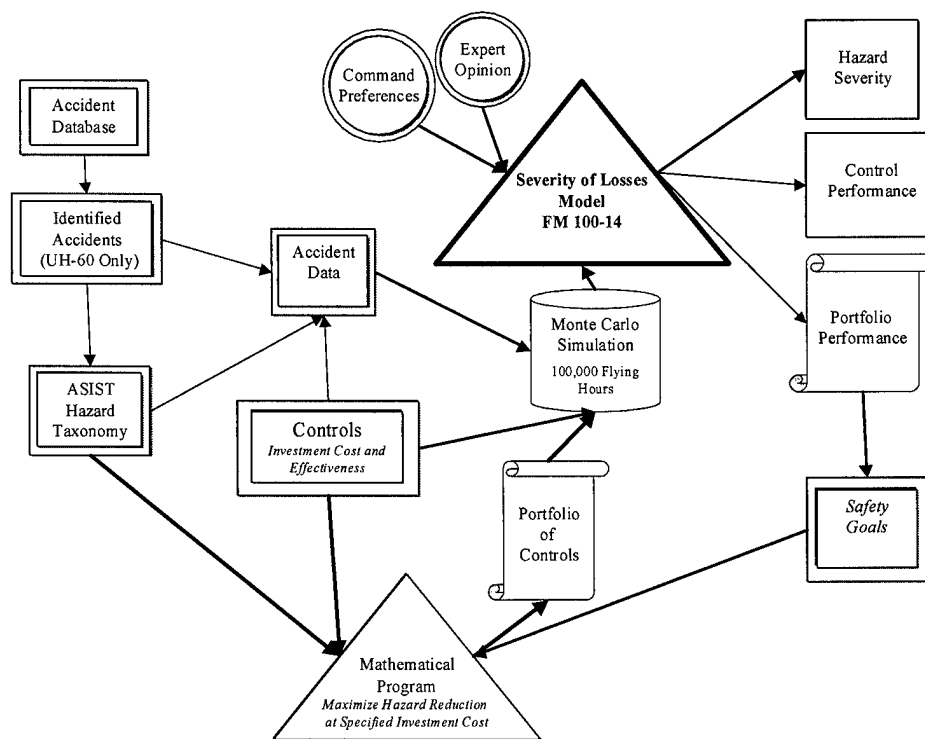 Command
Preferences
Expert
Opinion
Hazard
Severity
Accident
Database
Severity of Losses
Model
FM 100-14
Control
Performance
Identified
Accidents
(UH-60 Only)
Accident
Data
Monte Carlo
Simulation
100,000 Flying
Hours
Portfolio
Performance
ASIST
Hazard
Taxonomy
Controls
Investment Cost and
Effectiveness
Portfolio
of
Controls
Safety
Goals
Mathematical
Program
Maximize Hazard Reduction
at Specified Investment Cost